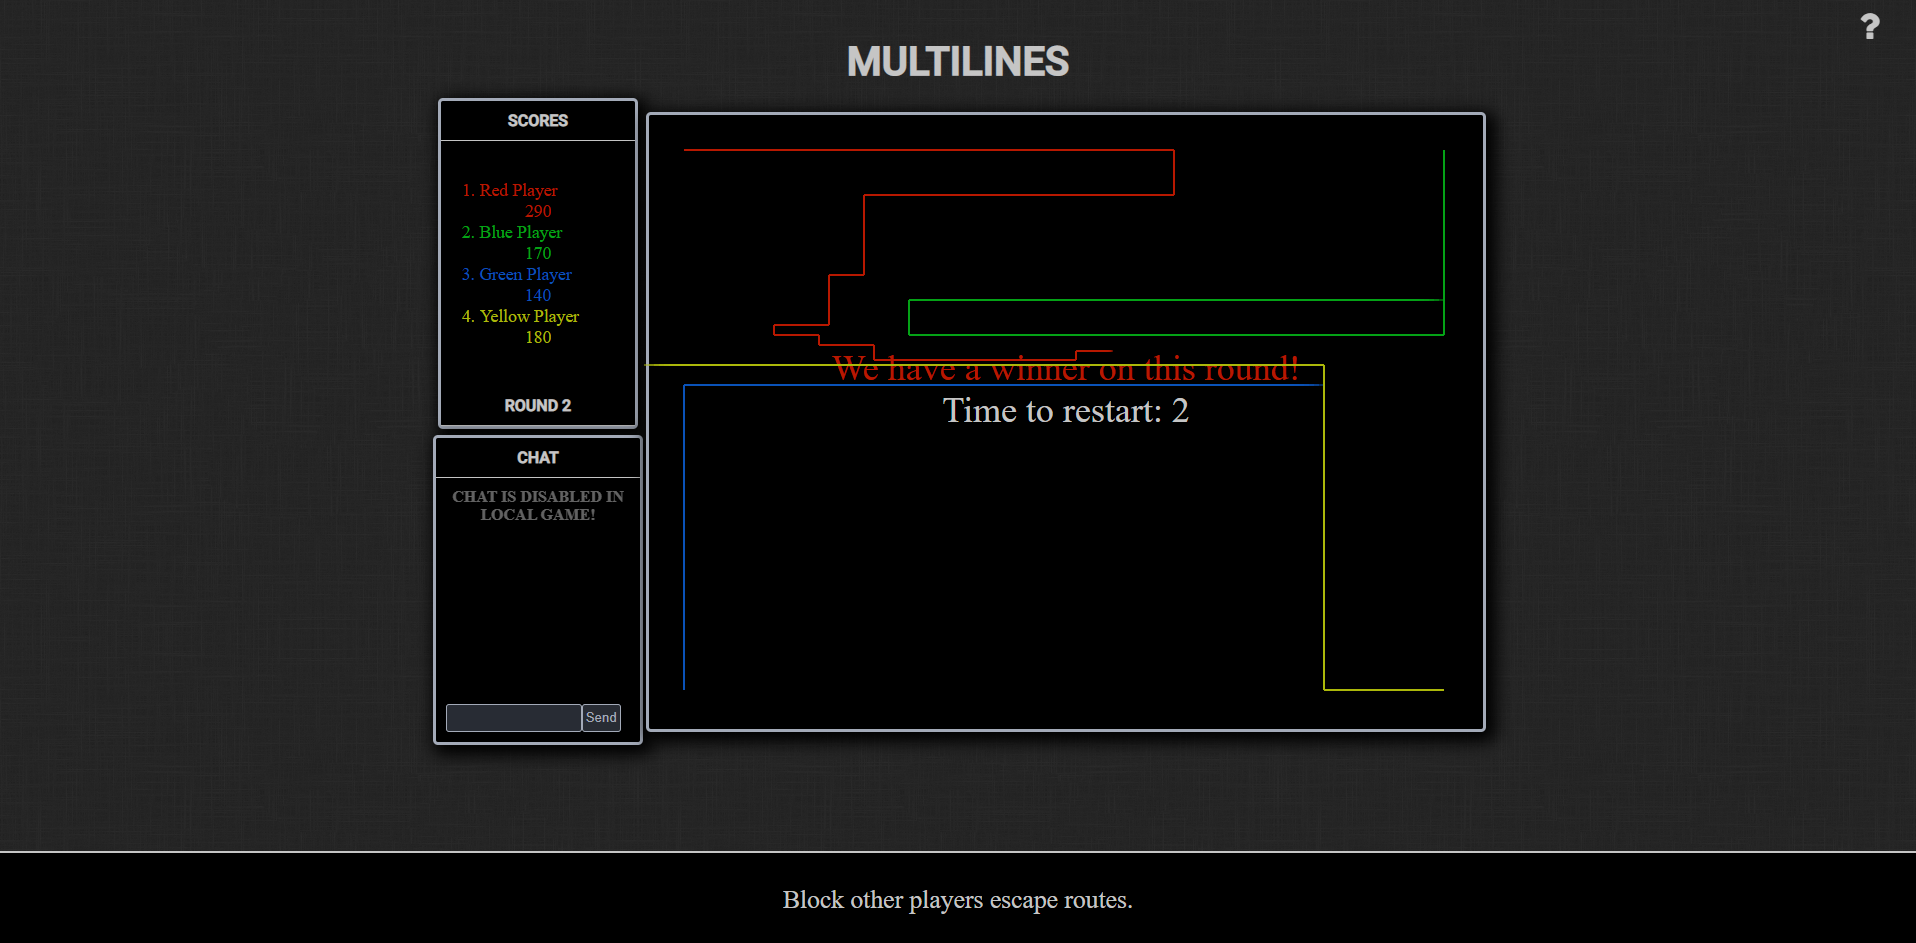 ?
MULTILINES
SCORES
1. Red Player
290
2. Blue Player
170
3. Green Player
140
4. Yellow Player
180
ROUND 2
CHAT
CHAT IS DISABLED IN
LOCAL GAME!
Send
We have a winner on this round!
Time to restart: 2
Block other players escape routes.